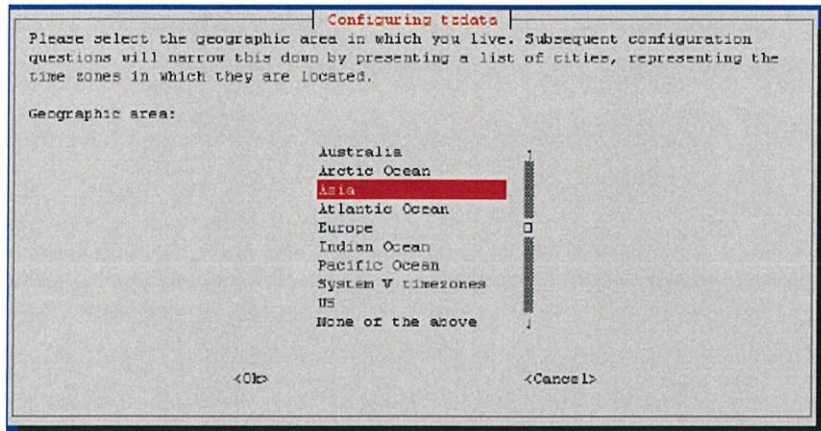 Configuring tzdata
Please select the geographic area in which you live. Subsequent configuration
questions will narrow this down by presenting a list of cities, representing the
time zones in which they are located.
Geographic area:
Australia
Arctic Ocean
Asia
Atlantic Ocean
Europe
Indian Ocean
Pacific Ocean
System V timezones
US
None of the above
<Ok> <Cancel>